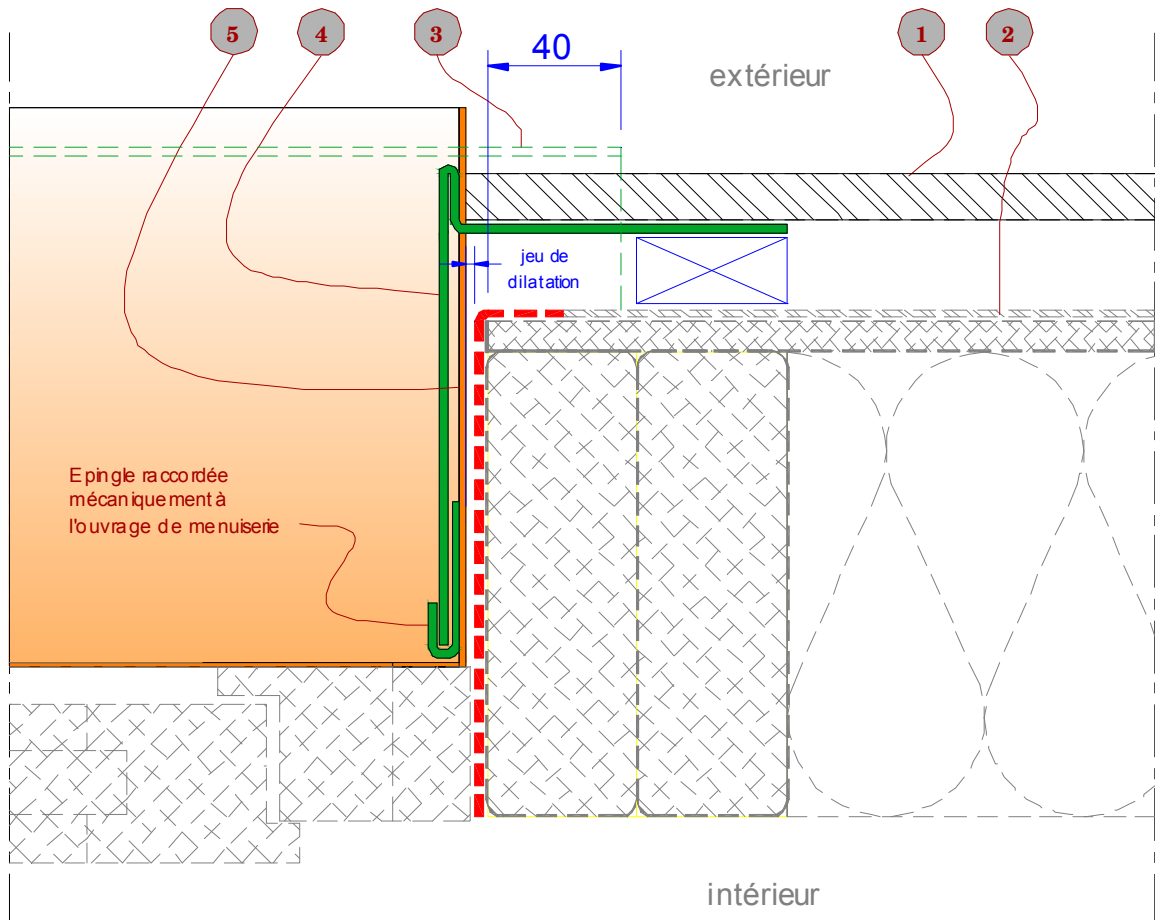 5
4
3
40
1
2
extérieur
jeu de
dilatation
Epingle raccordée
mécaniquement à
l'ouvrage de menuiserie
intérieur